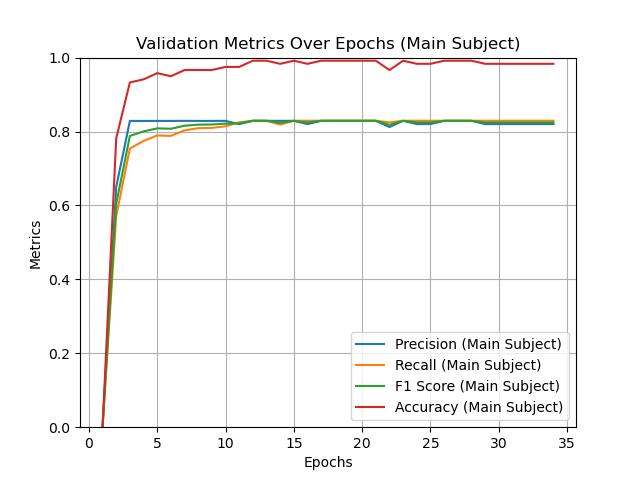 Validation Metrics Over Epochs (Main Subject)
1.0
0.8
0.6
0.4
0.2
0.0
Metrics
0 5 10 15 20 25 30 35
Epochs
Precision (Main Subject)
Recall (Main Subject)
F1 Score (Main Subject)
Accuracy (Main Subject)